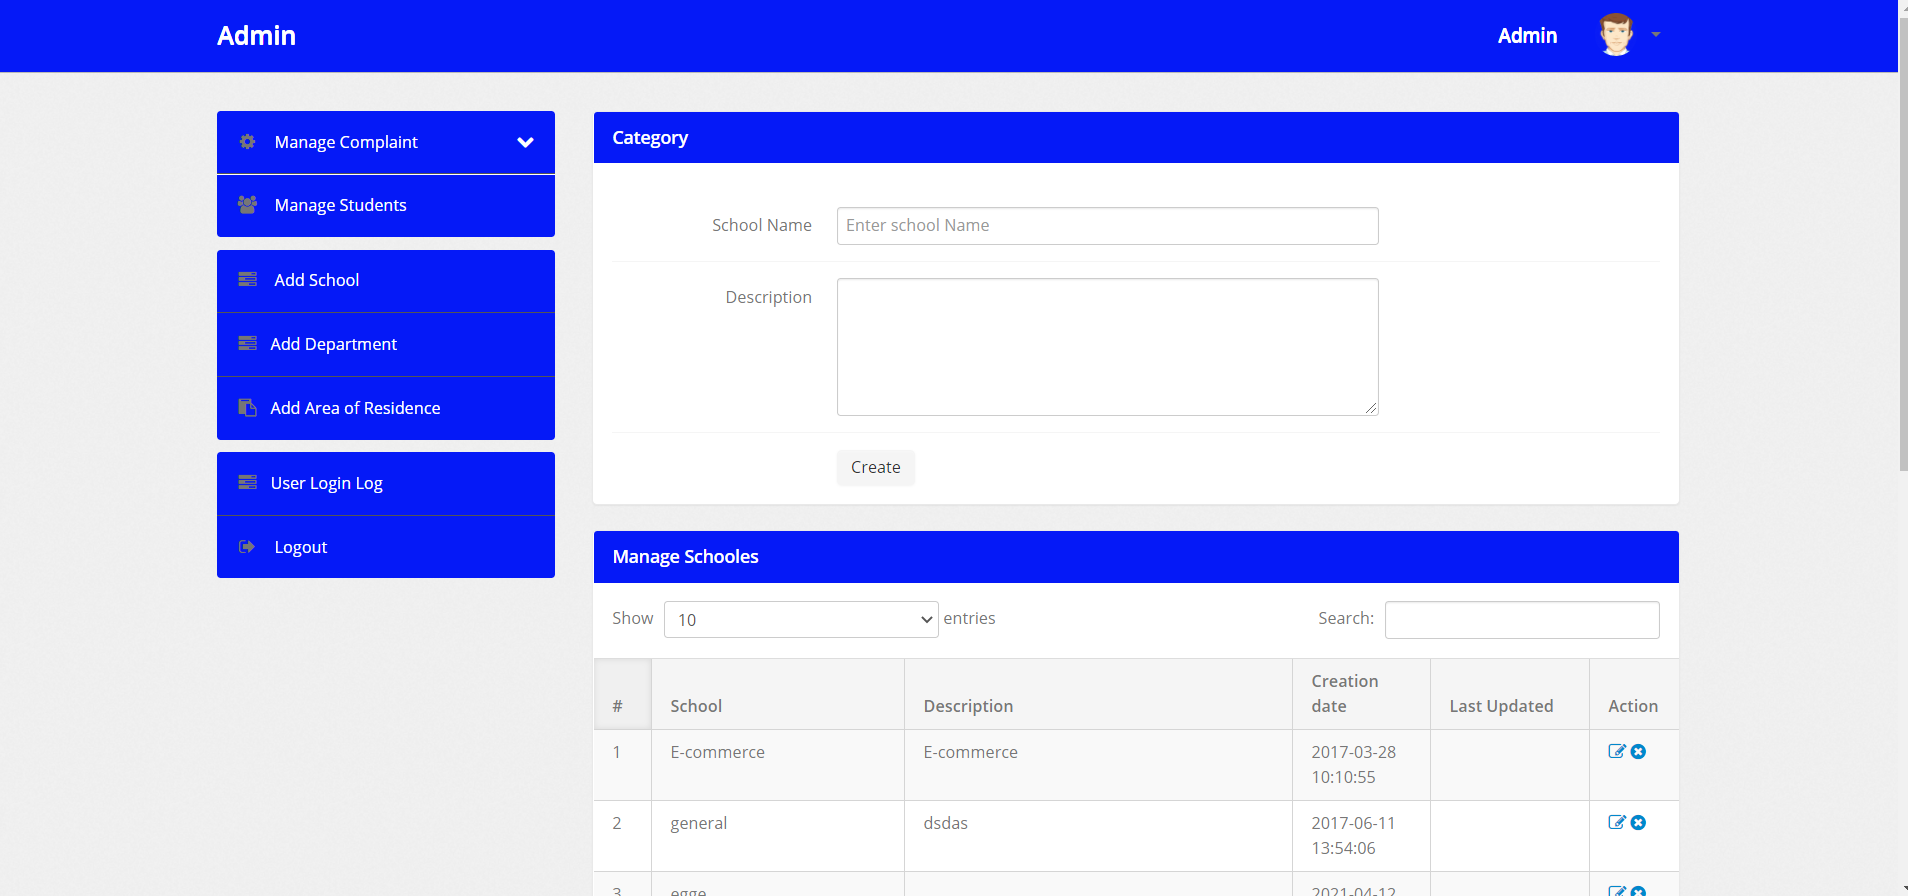 Admin
Admin
Manage Complaint
Manage Students
Add School
Add Department
Add Area of Residence
User Login Log
Logout
Category
School Name
Enter school Name
Description
Create
Manage Schooles
Show 10 entries
Search:
# School Description Creation date Last Updated Action
1 E-commerce E-commerce 2017-03-28
10:10:55
2 general dsdas 2017-06-11
13:54:06
3 egge 2021-04-12